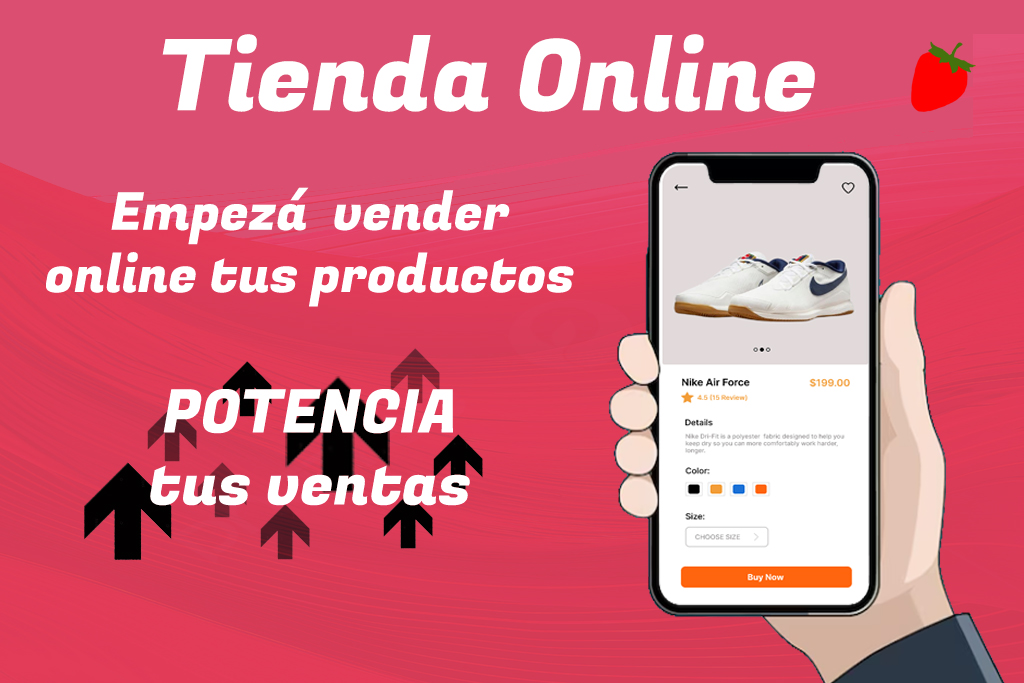 Tienda Online
Empezá vender
online tus productos
POTENCIA
tus ventas
Nike Air Force $199.00
4.5 (15 Review)
Details
Nike Dri-Fit is a polyester fabric designed to help you
keep dry so you can more comfortably work harder,
longer.
Color:
Size:
CHOOSE SIZE
Buy Now